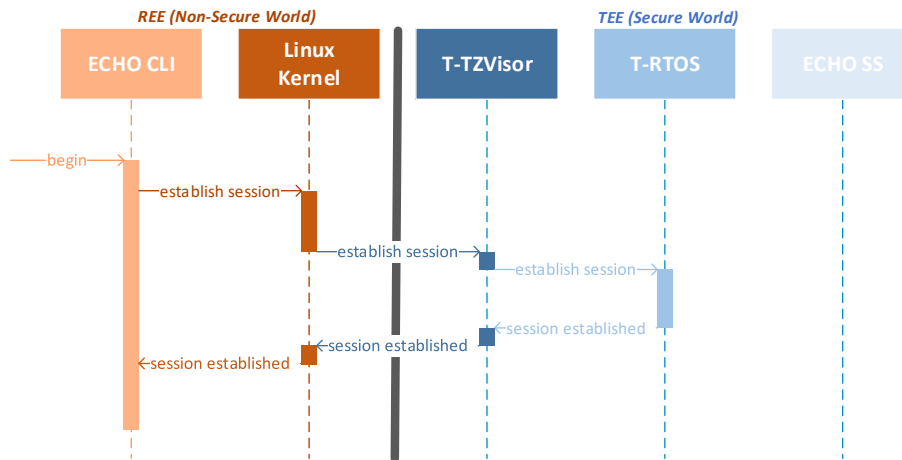 REE (Non-Secure World)
TEE (Secure World)
ECHO CLI
Linux
Kernel
T-TZVisor
T-RTOS
ECHO SS
begin
establish session
establish session
establish session
session established
session established
session established